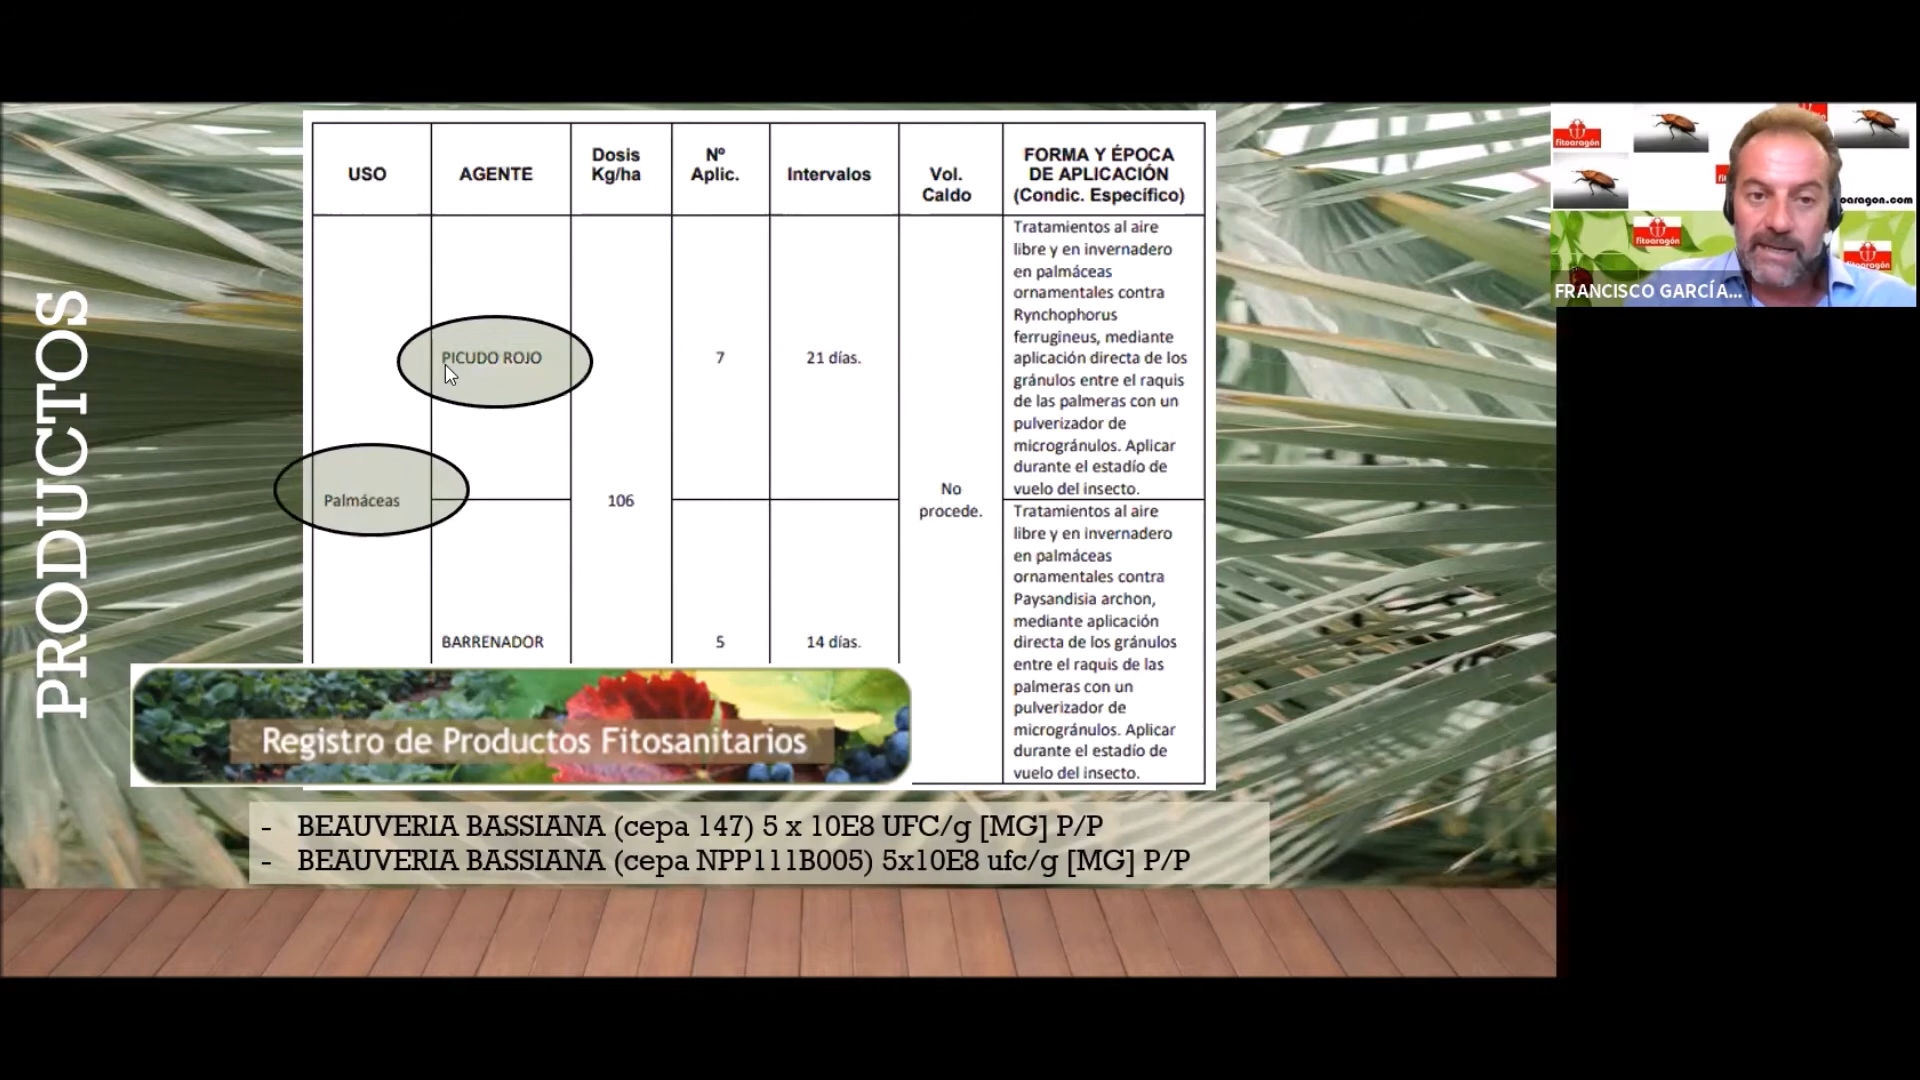 PRODUCTOS
USO
AGENTE
Dosis
Kg/ha
Nº
Aplic.
Intervalos
Vol.
Caldo
FORMA Y ÉPOCA
DE APLICACIÓN
(Condic. Específico)
Palmáceas
PICUDO ROJO
106
7
21 días.
No
procede.
Tratamientos al aire
libre y en invernadero
en palmáceas
ornamentales contra
Rynchophorus
ferrugineus, mediante
aplicación directa de los
gránulos entre el raquis
de las palmeras con un
pulverizador de
microgránulos. Aplicar
durante el estadío de
vuelo del insecto.
BARRENADOR
5
14 días.
Tratamientos al aire
libre y en invernadero
en palmáceas
ornamentales contra
Paysandisia archon,
mediante aplicación
directa de los gránulos
entre el raquis de las
palmeras con un
pulverizador de
microgránulos. Aplicar
durante el estadío de
vuelo del insecto.
Registro de Productos Fitosanitarios
- BEAUVERIA BASSIANA (cepa 147) 5 x 10E8 UFC/g [MG] P/P
- BEAUVERIA BASSIANA (cepa NPP111B005) 5x10E8 ufc/g [MG] P/P
fitoaragón
oaragon.com
fitoaragón
fitoaragón
FRANCISCO GARCÍA...